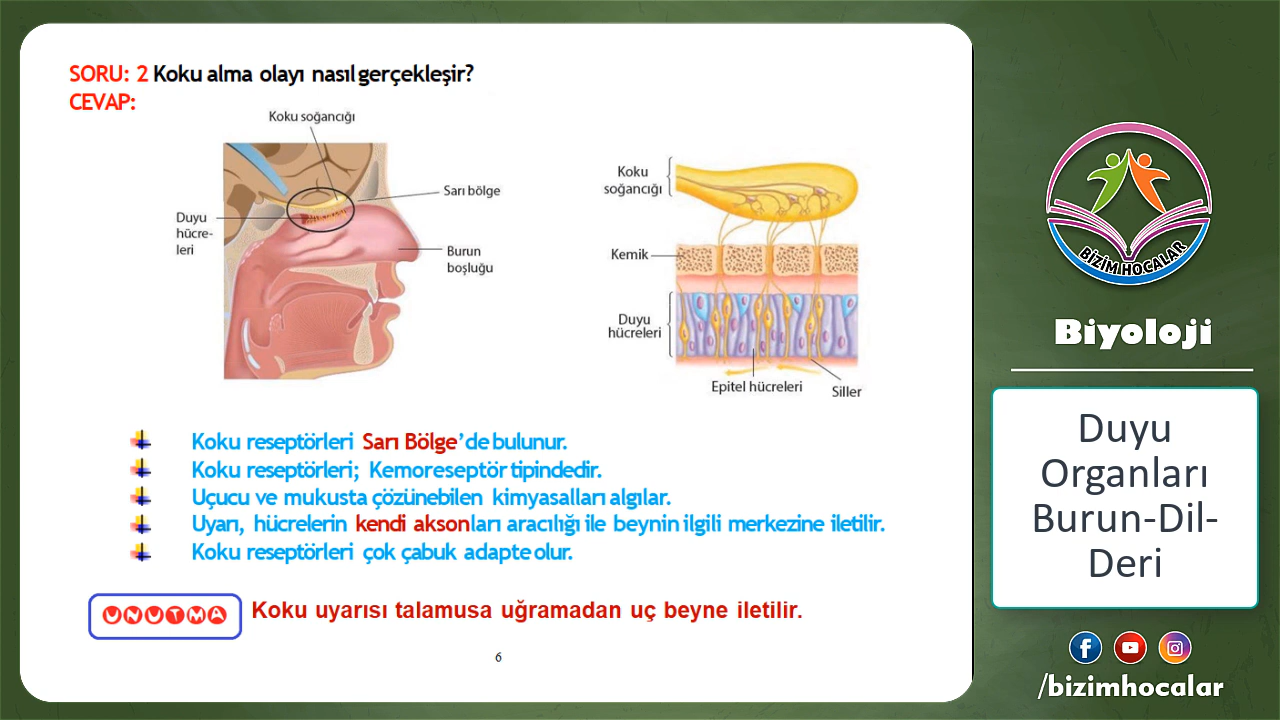 SORU: 2 Koku alma olayı nasıl gerçekleşir?
CEVAP:
Koku soğancığı
Sarı bölge
Duyu
hücre-
leri
Burun
boşluğu
Koku
soğancığı
Kemik
Duyu
hücreleri
Epitel hücreleri
Siller
Koku reseptörleri Sarı Bölge'de bulunur.
Koku reseptörleri; Kemoreseptör tipindedir.
Uçucu ve mukusta çözünebilen kimyasalları algılar.
Uyarı, hücrelerin kendi aksonları aracılığı ile beynin ilgili merkezine iletilir.
Koku reseptörleri çok çabuk adapte olur.
UNUTMA Koku uyarısı talamusa uğramadan uç beyne iletilir.
6
BİZİM HOCALAR
Biyoloji
Duyu
Organları
Burun-Dil-
Deri
/bizimhocalar